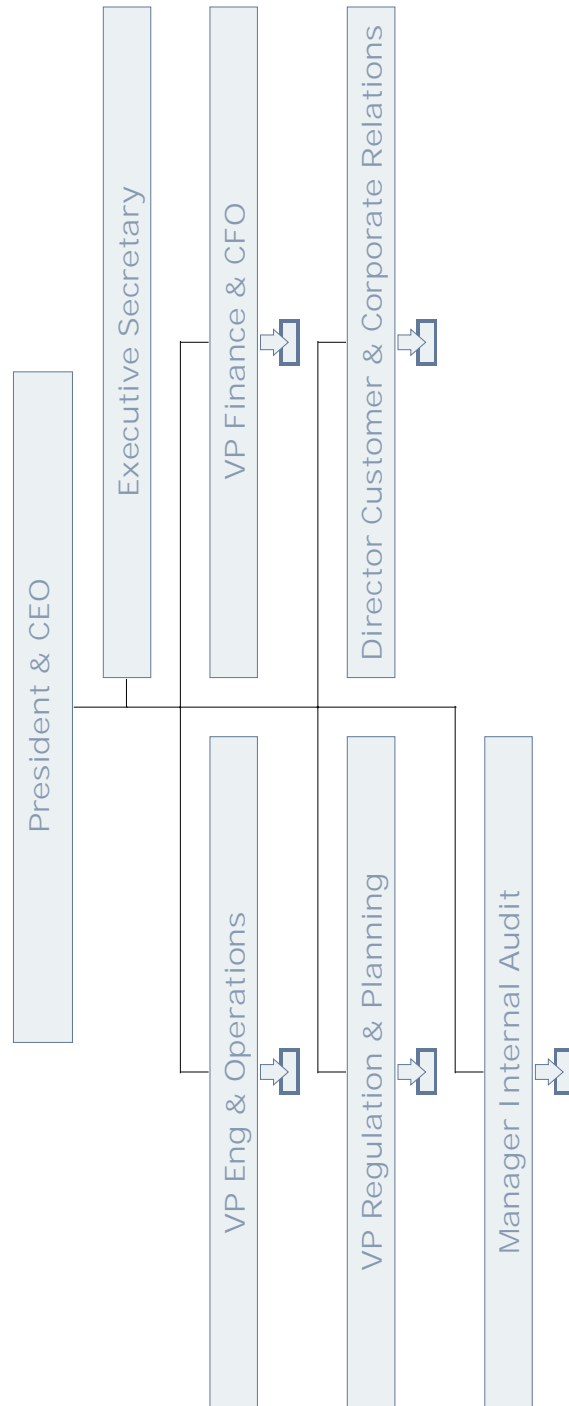 President & CEO
Executive Secretary
VP Eng & Operations
VP Finance & CFO
VP Regulation & Planning
Director Customer & Corporate Relations
Manager Internal Audit